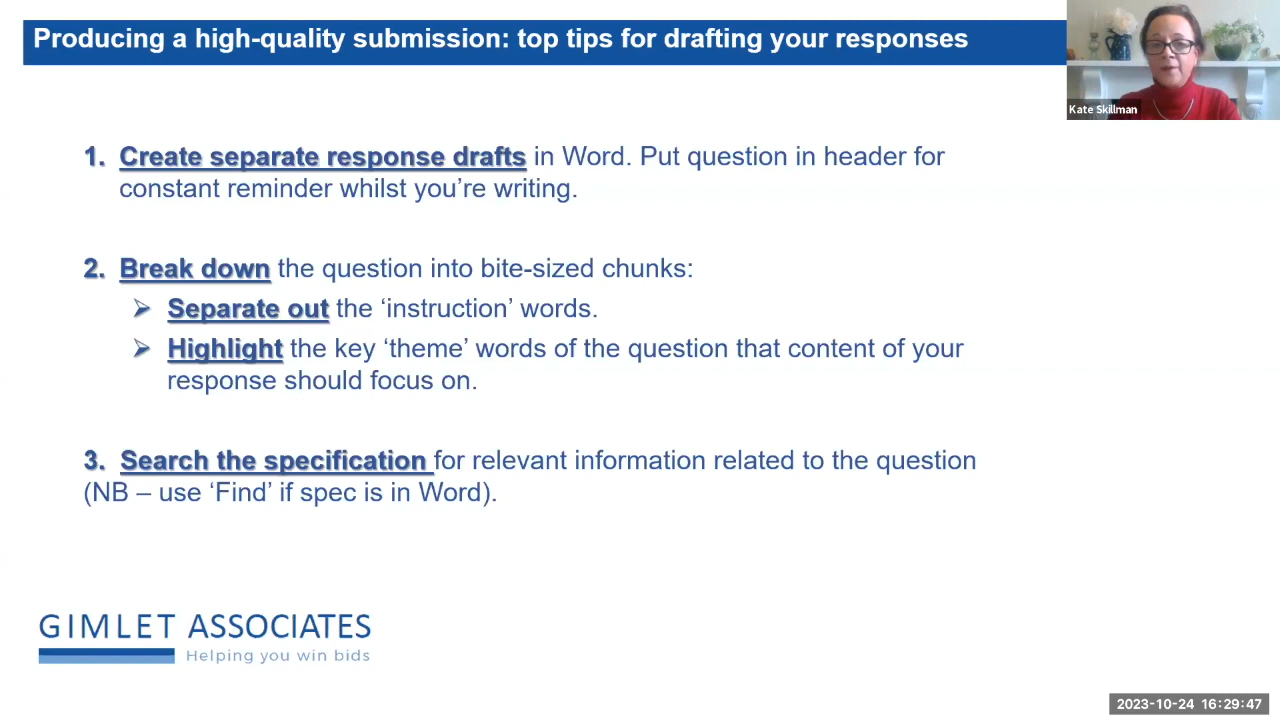 Producing a high-quality submission: top tips for drafting your responses
Kate Skillman
1. Create separate response drafts in Word. Put question in header for
constant reminder whilst you’re writing.
2. Break down the question into bite-sized chunks:
➢ Separate out the ‘instruction’ words.
➢ Highlight the key ‘theme’ words of the question that content of your
response should focus on.
3. Search the specification for relevant information related to the question
(NB – use ‘Find’ if spec is in Word).
GIMLET ASSOCIATES
Helping you win bids
2023-10-24 16:29:47